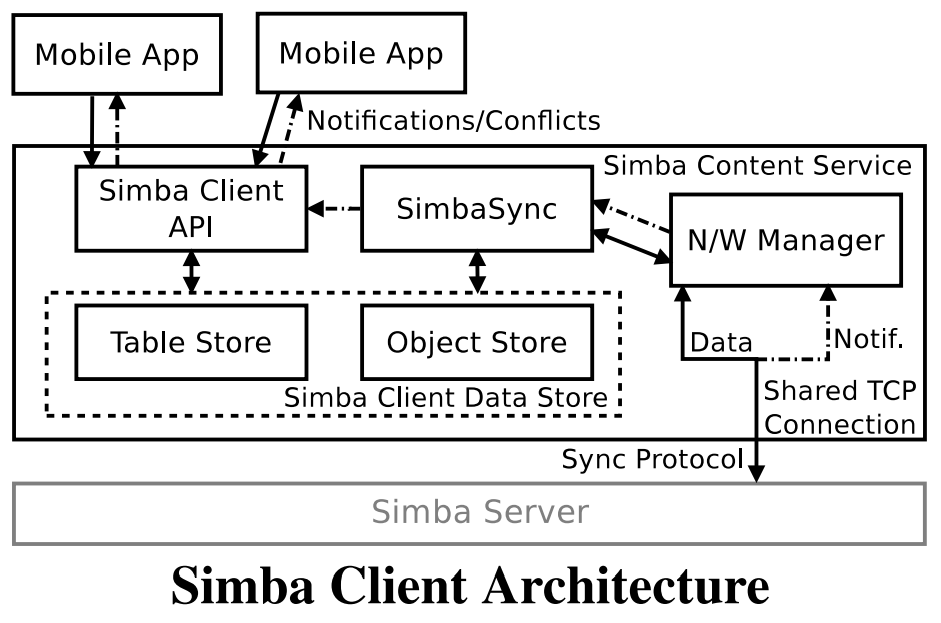 Mobile App
Mobile App
Notifications/Conflicts
Simba Content Service
Simba Client
API
SimbaSync
N/W Manager
Table Store
Object Store
Data
Notif.
Simba Client Data Store
Shared TCP
Connection
Sync Protocol
Simba Server
Simba Client Architecture